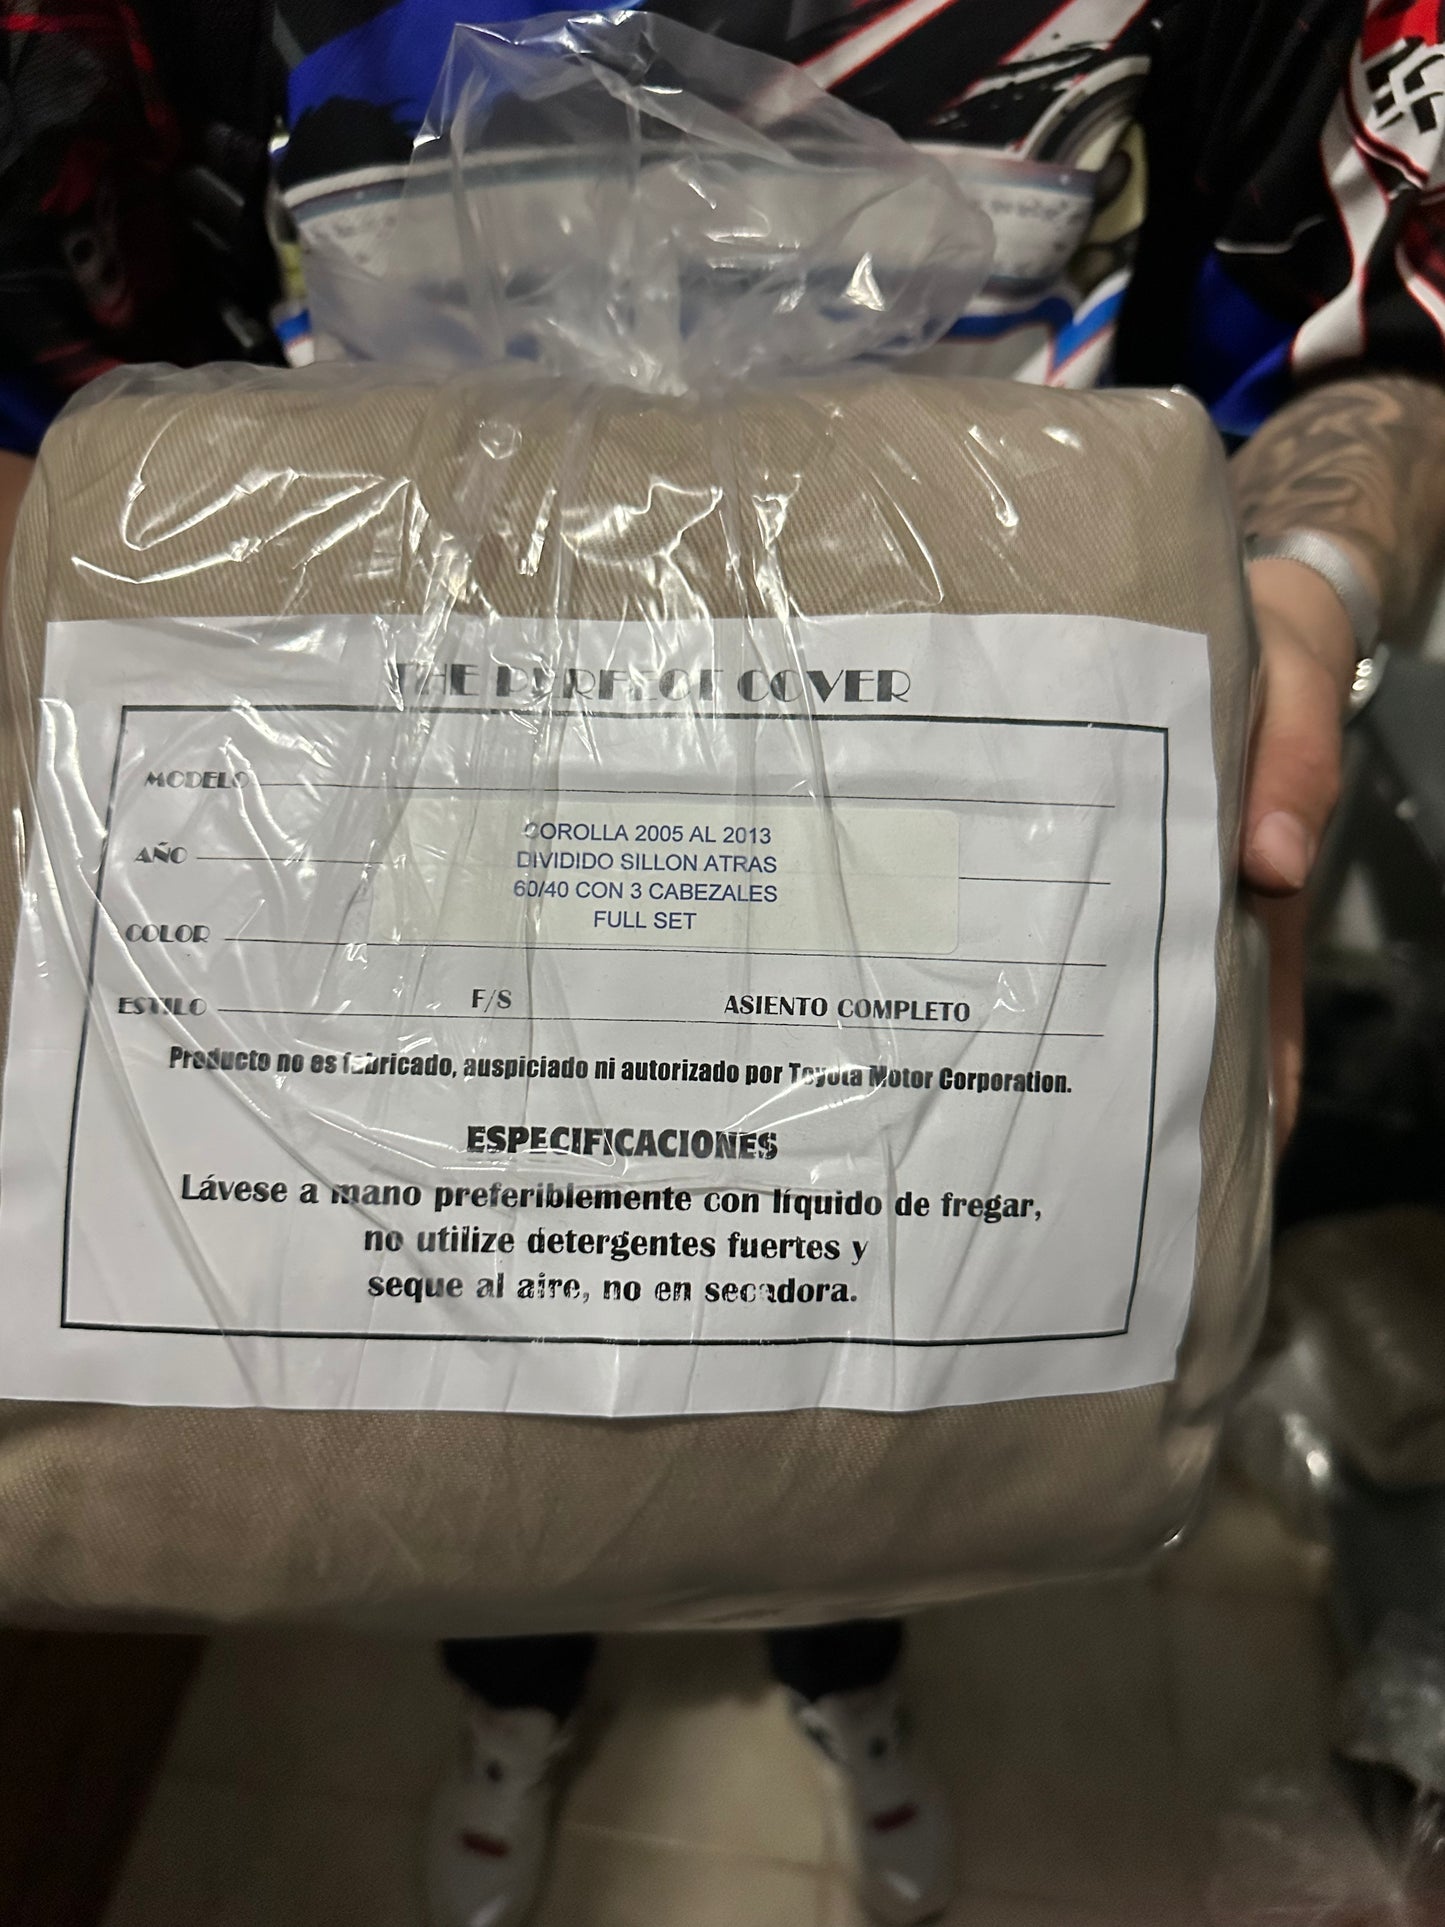 THE PERFECT COVER
MODELO
COROLLA 2005 AL 2013
AÑO
DIVIDIDO SILLON ATRAS
60/40 CON 3 CABEZALES
COLOR
FULL SET
ESTILO F/S ASIENTO COMPLETO
Producto no es fabricado, auspiciado ni autorizado por Toyota Motor Corporation.
ESPECIFICACIONES
Lávese a mano preferiblemente con líquido de fregar,
no utilize detergentes fuertes y
seque al aire, no en secadora.